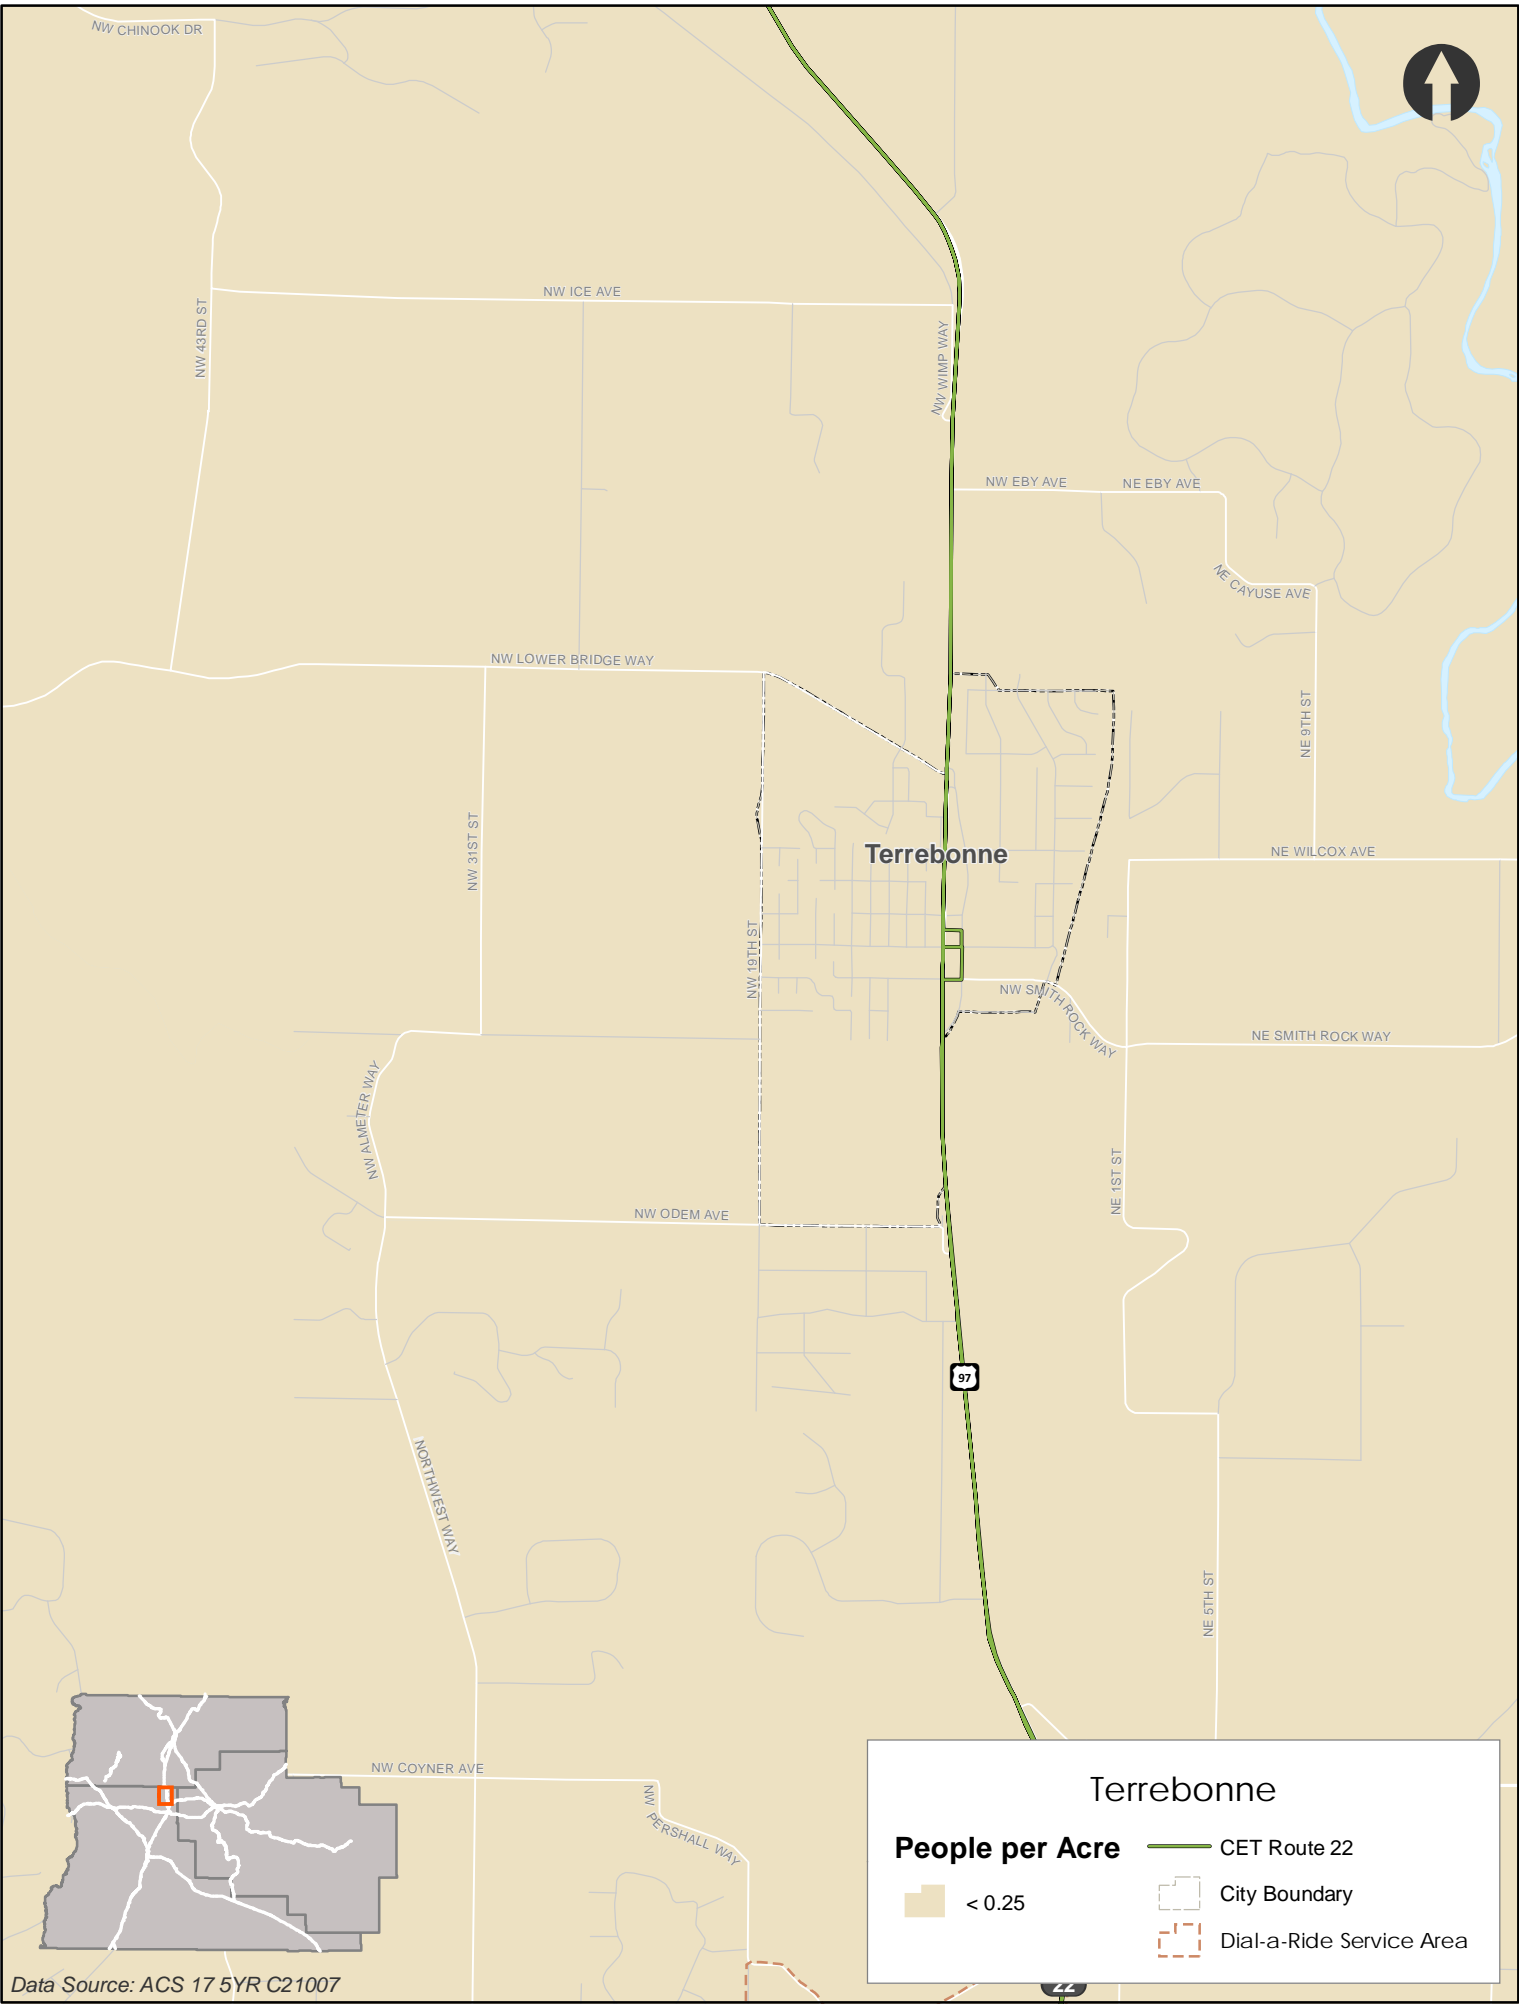 NW CHINOOK DR
NW ICE AVE
NW 43RD ST
NW WIMP WAY
NW EBY AVE
NE EBY AVE
NE CAYUSE AVE
NW LOWER BRIDGE WAY
NE 9TH ST
NW 31ST ST
Terrebonne
NE WILCOX AVE
NW 19TH ST
NW SMITH ROCK WAY
NE SMITH ROCK WAY
NW ALMETER WAY
NE 1ST ST
NW ODEM AVE
97
NORTHWEST WAY
NE 5TH ST
NW COYNER AVE
NW PERSHALL WAY
Terrebonne
People per Acre
< 0.25
CET Route 22
City Boundary
Dial-a-Ride Service Area
22
Data Source: ACS 17 5YR C21007